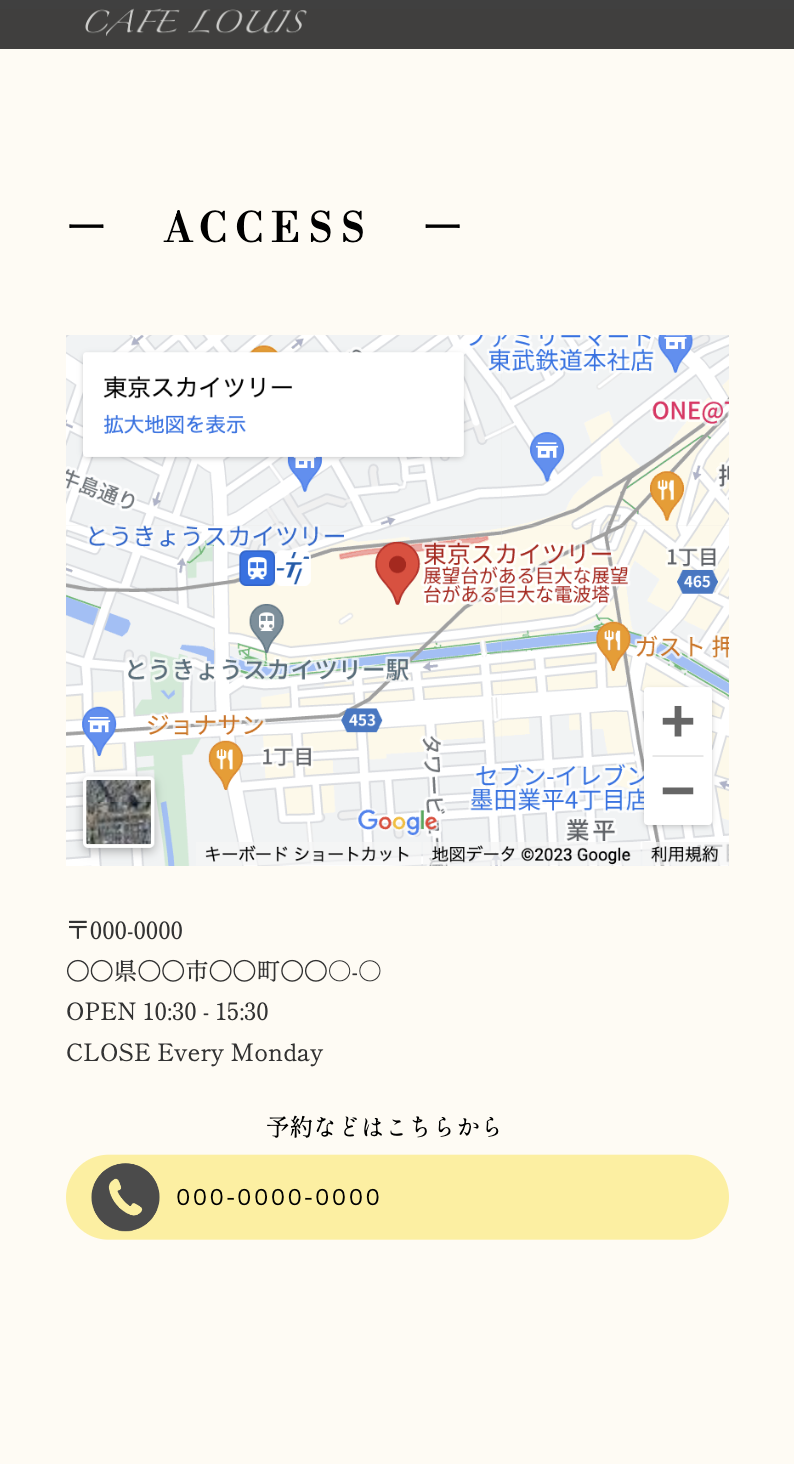 CAFE LOUIS
－ ACCESS －
東武鉄道本社店
東京スカイツリー
拡大地図を表示
ONE@T
牛島通り
とうきょうスカイツリー
東京スカイツリー
展望台がある巨大な展望
台がある巨大な電波塔
1丁目
465
ガスト 押
とうきょうスカイツリー駅
453
ジョナサン
1丁目
タワービ
セブン-イレブン
墨田業平4丁目店
業平
Google
キーボード ショートカット 地図データ ©2023 Google 利用規約
〒000-0000
〇〇県〇〇市〇〇町〇〇〇-〇
OPEN 10:30 - 15:30
CLOSE Every Monday
予約などはこちらから
000-0000-0000